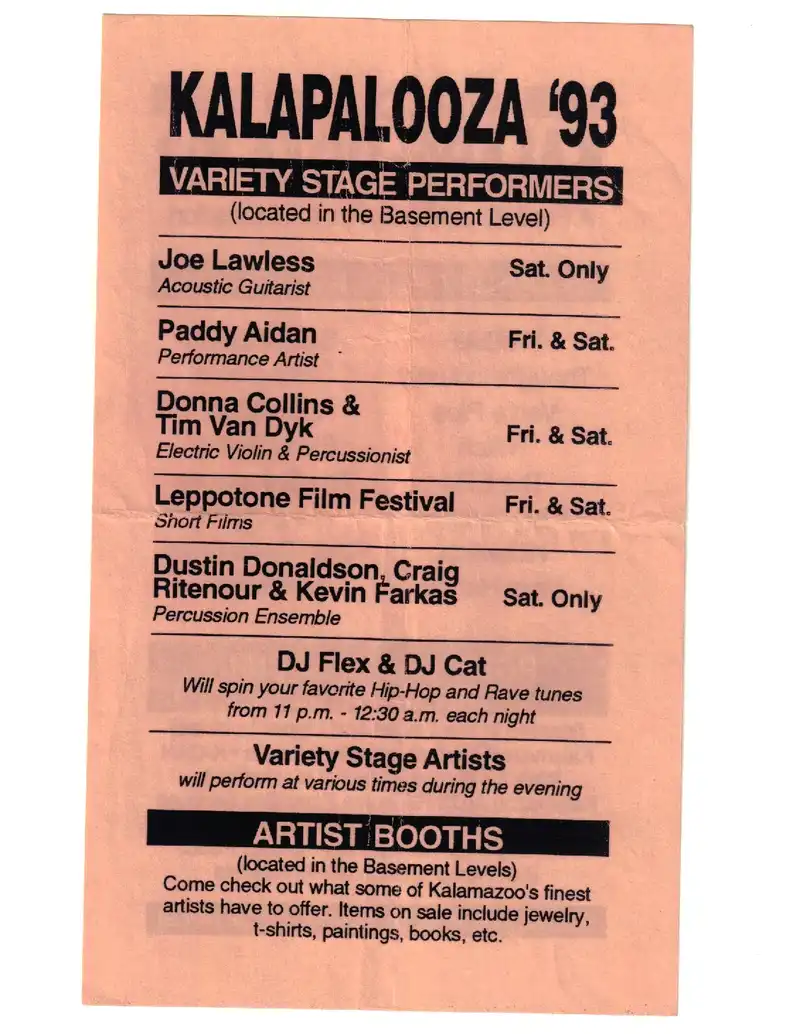 KALAPALOOZA '93
VARIETY STAGE PERFORMERS
(located in the Basement Level)
Joe Lawless Sat. Only
Acoustic Guitarist
Paddy Aidan Fri. & Sat.
Performance Artist
Donna Collins &
Tim Van Dyk Fri. & Sat.
Electric Violin & Percussionist
Leppotone Film Festival Fri. & Sat.
Short Films
Dustin Donaldson, Craig
Ritenour & Kevin Farkas Sat. Only
Percussion Ensemble
DJ Flex & DJ Cat
Will spin your favorite Hip-Hop and Rave tunes
from 11 p.m. - 12:30 a.m. each night
Variety Stage Artists
will perform at various times during the evening
ARTIST BOOTHS
(located in the Basement Levels)
Come check out what some of Kalamazoo's finest
artists have to offer. Items on sale include jewelry,
t-shirts, paintings, books, etc.